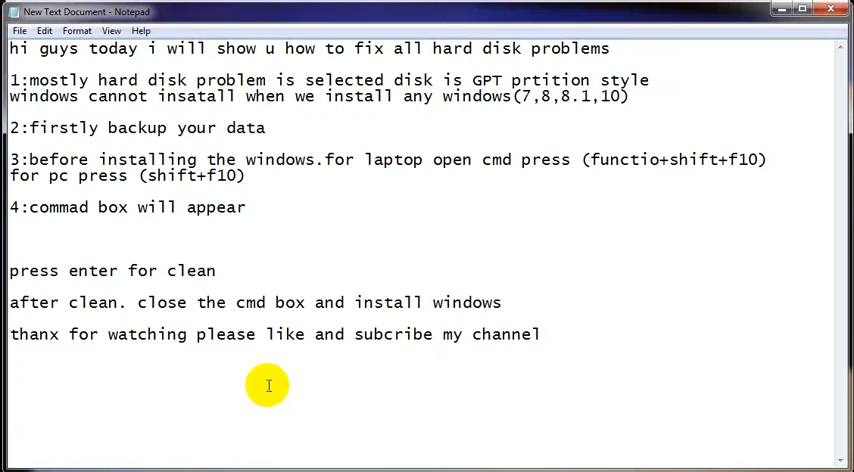 New Text Document - Notepad
File Edit Format View Help
hi guys today i will show u how to fix all hard disk problems
1:mostly hard disk problem is selected disk is GPT prtition style
windows cannot insatall when we install any windows(7,8,8.1,10)
2:firstly backup your data
3:before installing the windows.for laptop open cmd press (functio+shift+f10)
for pc press (shift+f10)
4:commad box will appear
press enter for clean
after clean. close the cmd box and install windows
thanx for watching please like and subcribe my channel